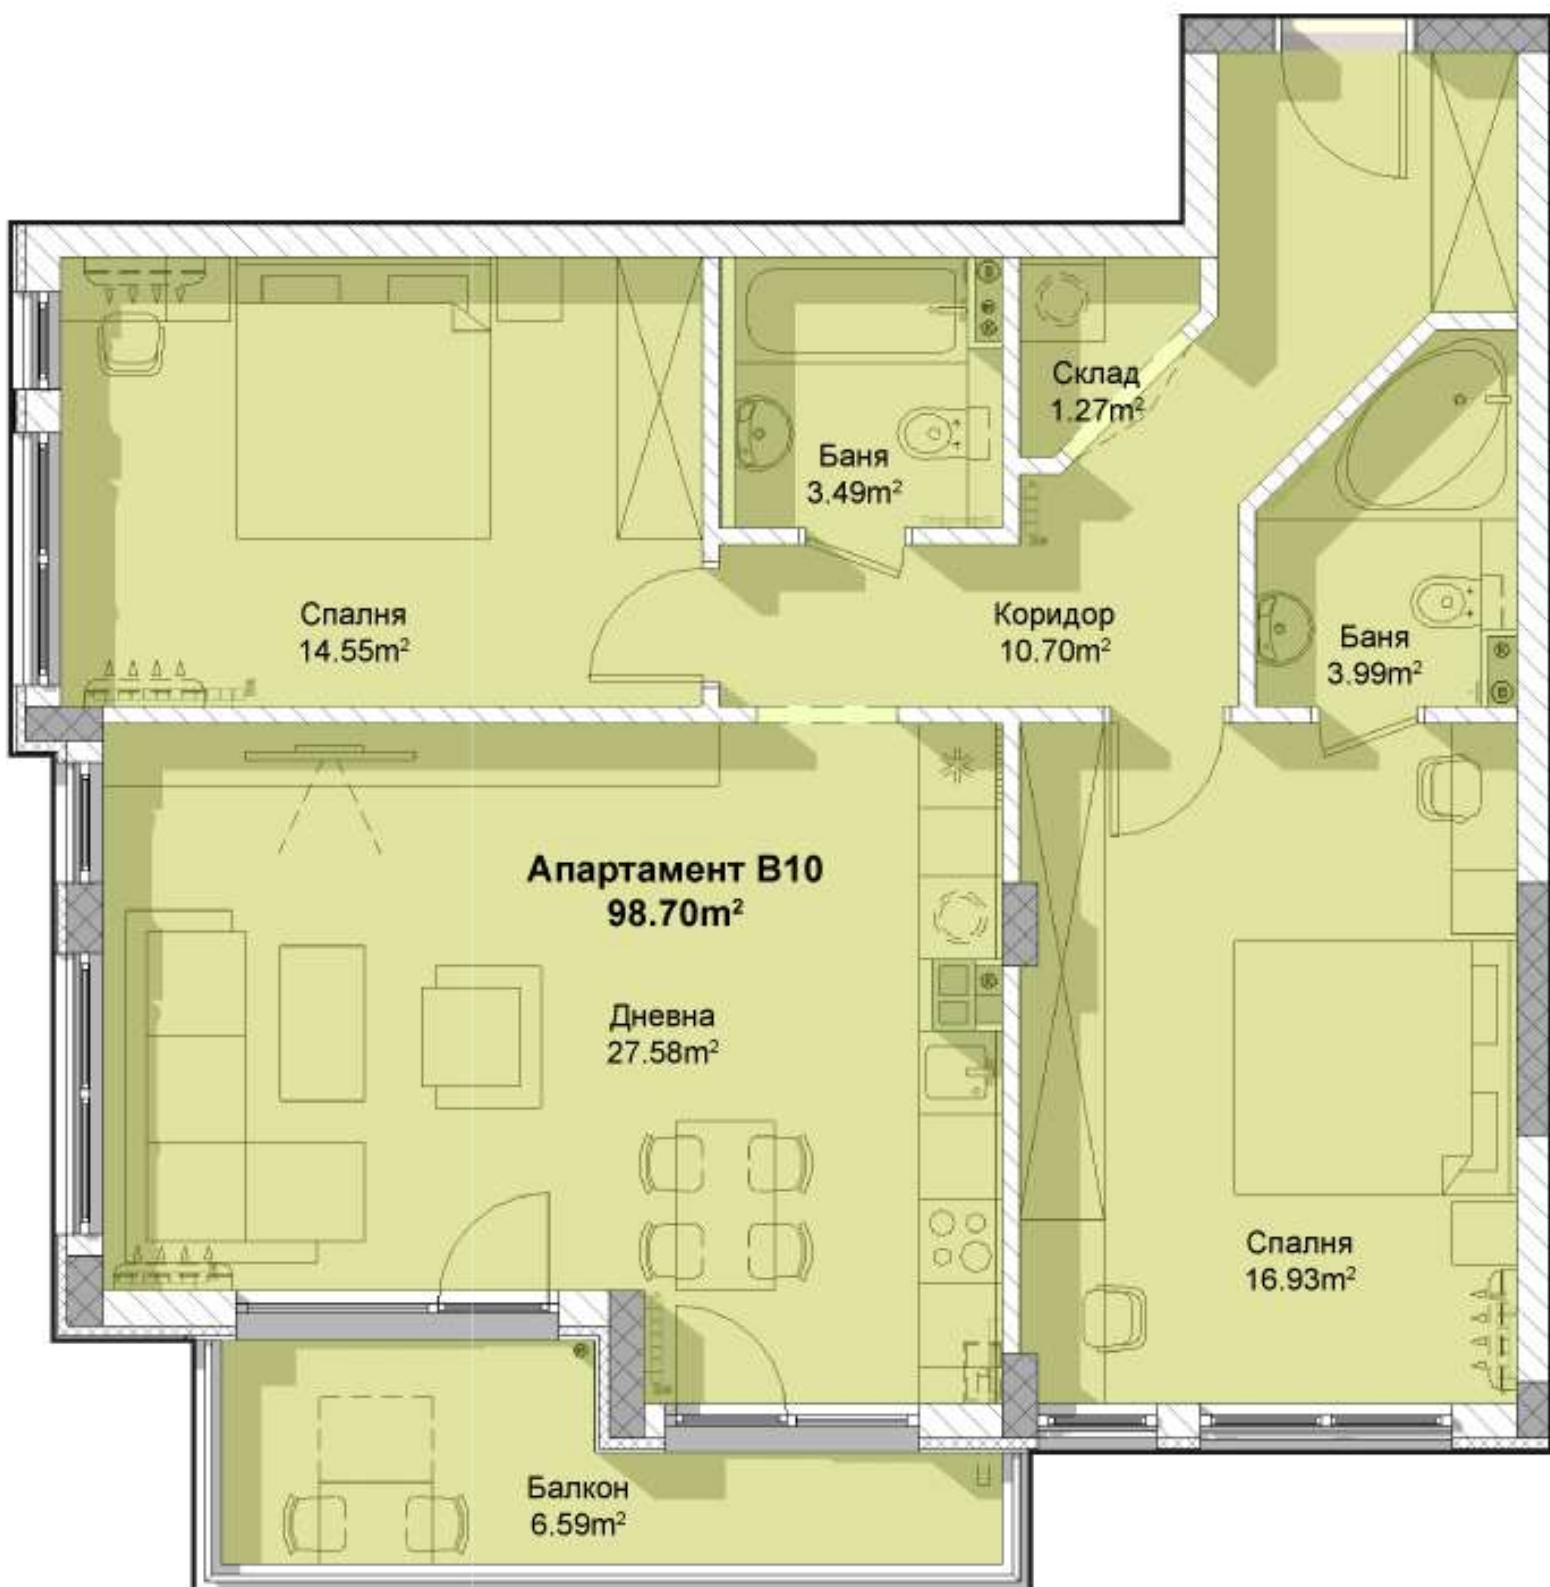 Склад
1.27m²
Баня
3.49m²
Спалня
14.55m²
Коридор
10.70m²
Баня
3.99m²
Апартамент B10
98.70m²
Дневна
27.58m²
Спалня
16.93m²
Балкон
6.59m²